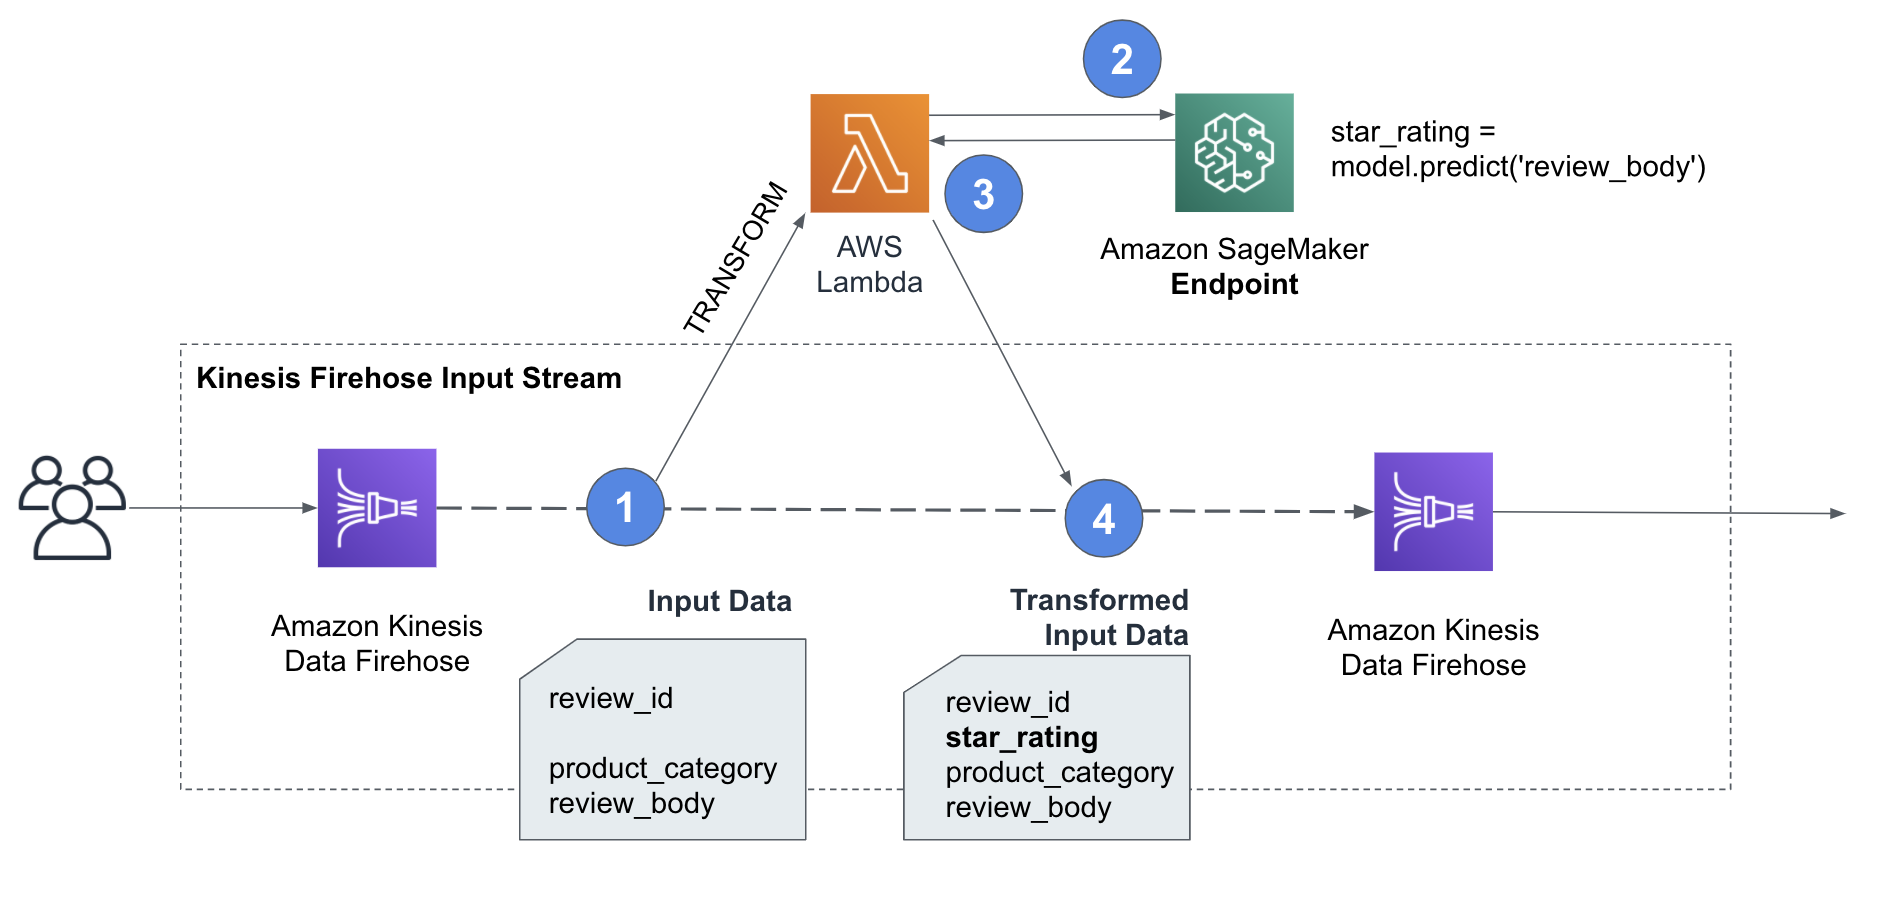 2
star_rating =
model.predict('review_body')
3
TRANSFORM
AWS
Lambda
Amazon SageMaker
Endpoint
Kinesis Firehose Input Stream
1
4
Amazon Kinesis
Data Firehose
Input Data
review_id
product_category
review_body
Transformed
Input Data
review_id
star_rating
product_category
review_body
Amazon Kinesis
Data Firehose